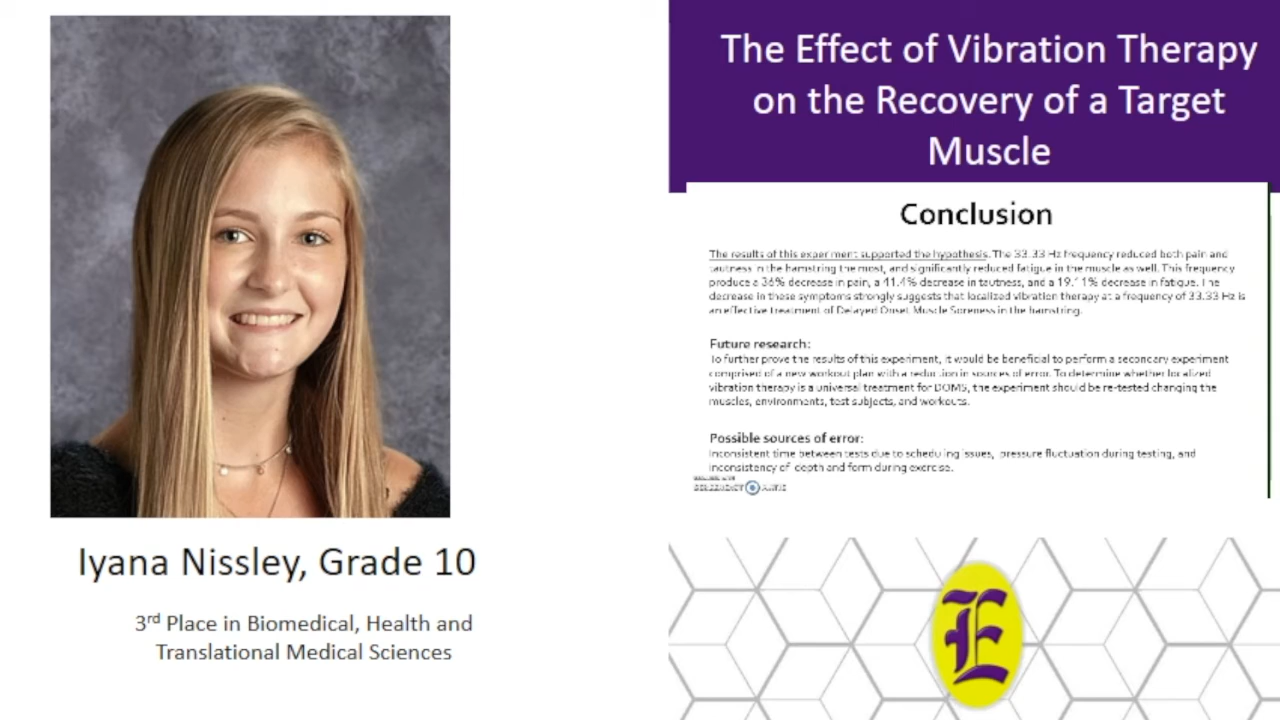 The Effect of Vibration Therapy
on the Recovery of a Target
Muscle
Conclusion
The results of this experiment supported the hypothesis. The 33.33 Hz frequency reduced both pain and
tautness in the hamstring the most, and significantly reduced fatigue in the muscle as well. This frequency
produce a 36% decrease in pain, a 41.4% decrease in tautness, and a 19.11% decrease in fatigue. The
decrease in these symptoms strongly suggests that localized vibration therapy at a frequency of 33.33 Hz is
an effective treatment of Delayed Onset Muscle Soreness in the hamstring.
Future research:
To further prove the results of this experiment, it would be beneficial to perform a secondary experiment
comprised of a new workout plan with a reduction in sources of error. To determine whether localized
vibration therapy is a universal treatment for DOMS, the experiment should be re-tested changing the
muscles, environments, test subjects, and workouts.
Possible sources of error:
Inconsistent time between tests due to scheduling issues, pressure fluctuation during testing, and
inconsistency of depth and form during exercise.
Iyana Nissley, Grade 10
3rd Place in Biomedical, Health and
Translational Medical Sciences
E